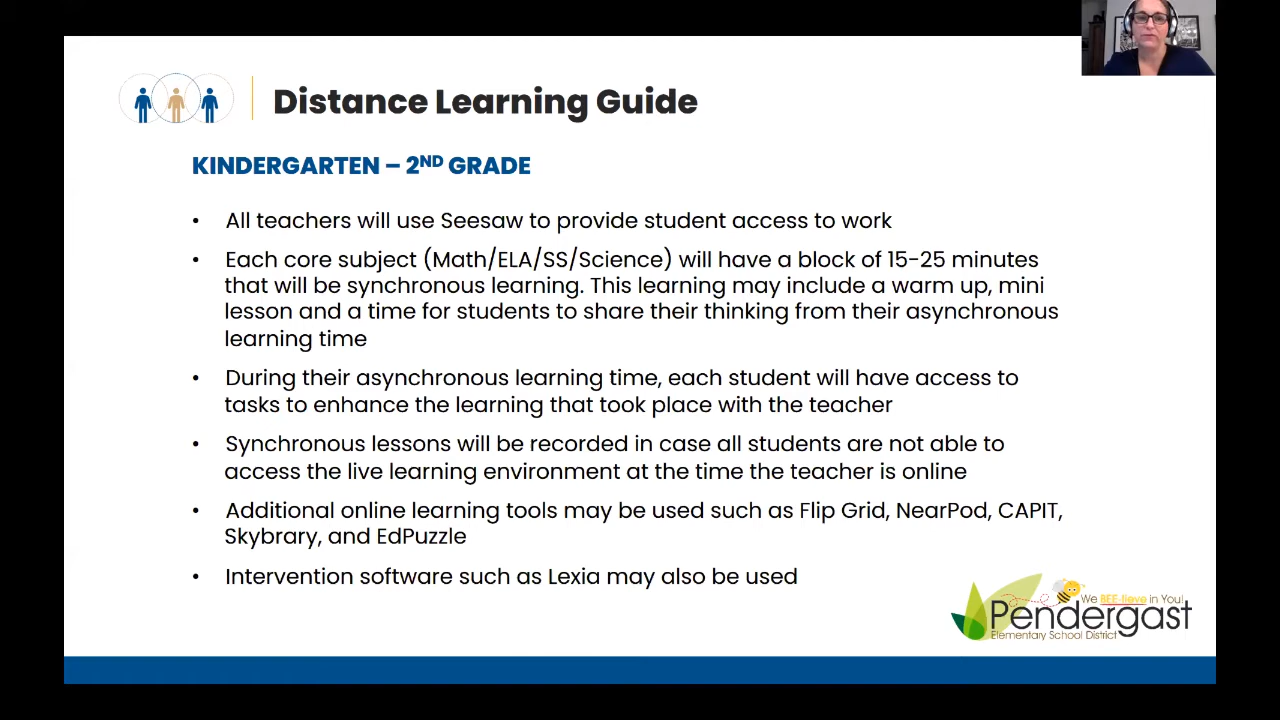 Distance Learning Guide
KINDERGARTEN – 2ND GRADE
• All teachers will use Seesaw to provide student access to work
• Each core subject (Math/ELA/SS/Science) will have a block of 15-25 minutes
that will be synchronous learning. This learning may include a warm up, mini
lesson and a time for students to share their thinking from their asynchronous
learning time
• During their asynchronous learning time, each student will have access to
tasks to enhance the learning that took place with the teacher
• Synchronous lessons will be recorded in case all students are not able to
access the live learning environment at the time the teacher is online
• Additional online learning tools may be used such as Flip Grid, NearPod, CAPIT,
Skybrary, and EdPuzzle
• Intervention software such as Lexia may also be used
We BEE-lieve in You!
Pendergast
Elementary School District